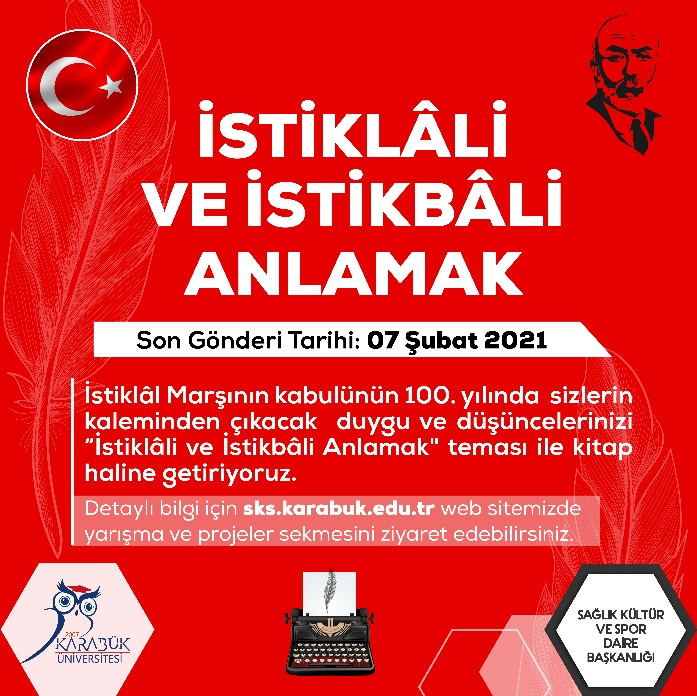 İSTİKLÂLİ
VE İSTİKBÂLİ
ANLAMAK
Son Gönderi Tarihi: 07 Şubat 2021
İstiklâl Marşının kabulünün 100. yılında sizlerin
kaleminden çıkacak duygu ve düşüncelerinizi
“İstiklâli ve İstikbâli Anlamak" teması ile kitap
haline getiriyoruz.
Detaylı bilgi için sks.karabuk.edu.tr web sitemizde
yarışma ve projeler sekmesini ziyaret edebilirsiniz.
2007
KARABÜK
ÜNİVERSİTESİ
SAĞLIK KÜLTÜR
VE SPOR
DAİRE
BAŞKANLIĞI